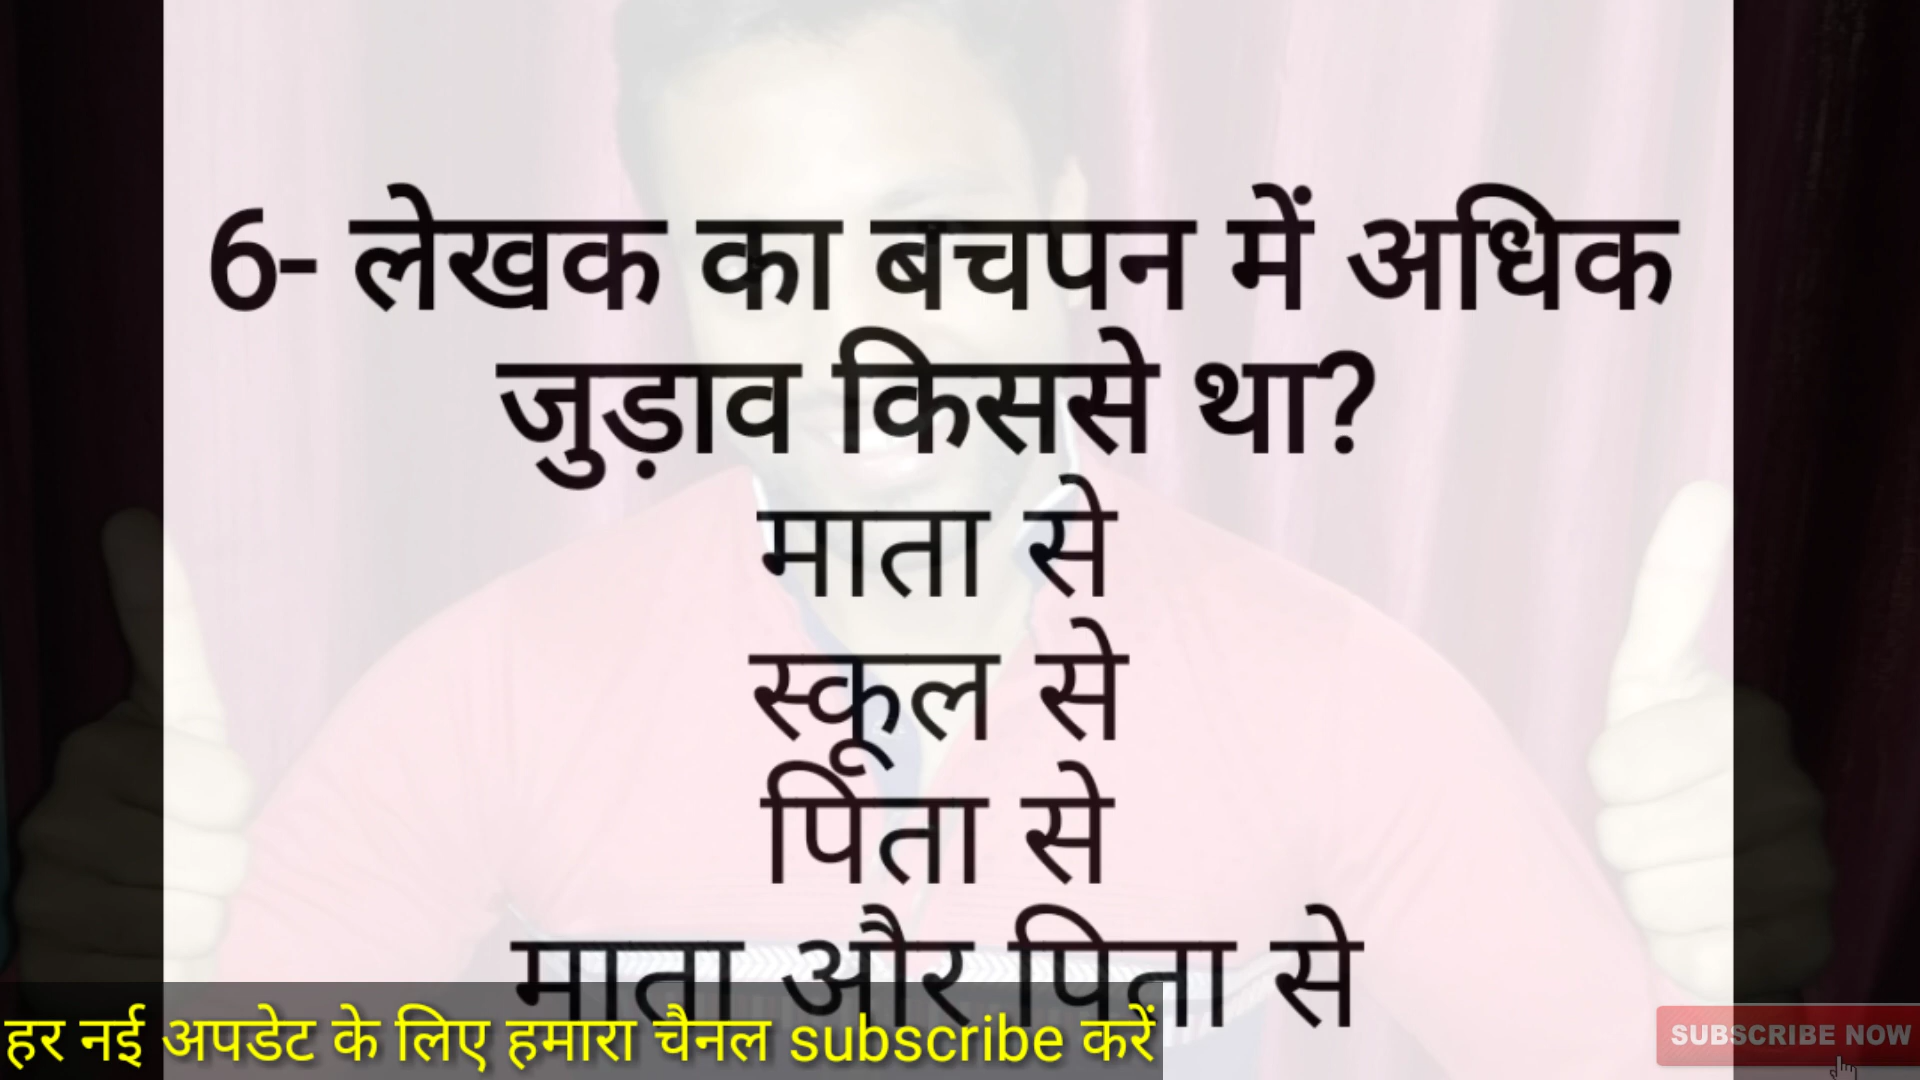 6- लेखक का बचपन में अधिक
जुड़ाव किससे था?
माता से
स्कूल से
पिता से
माता और पिता से
हर नई अपडेट के लिए हमारा चैनल subscribe करें
SUBSCRIBE NOW